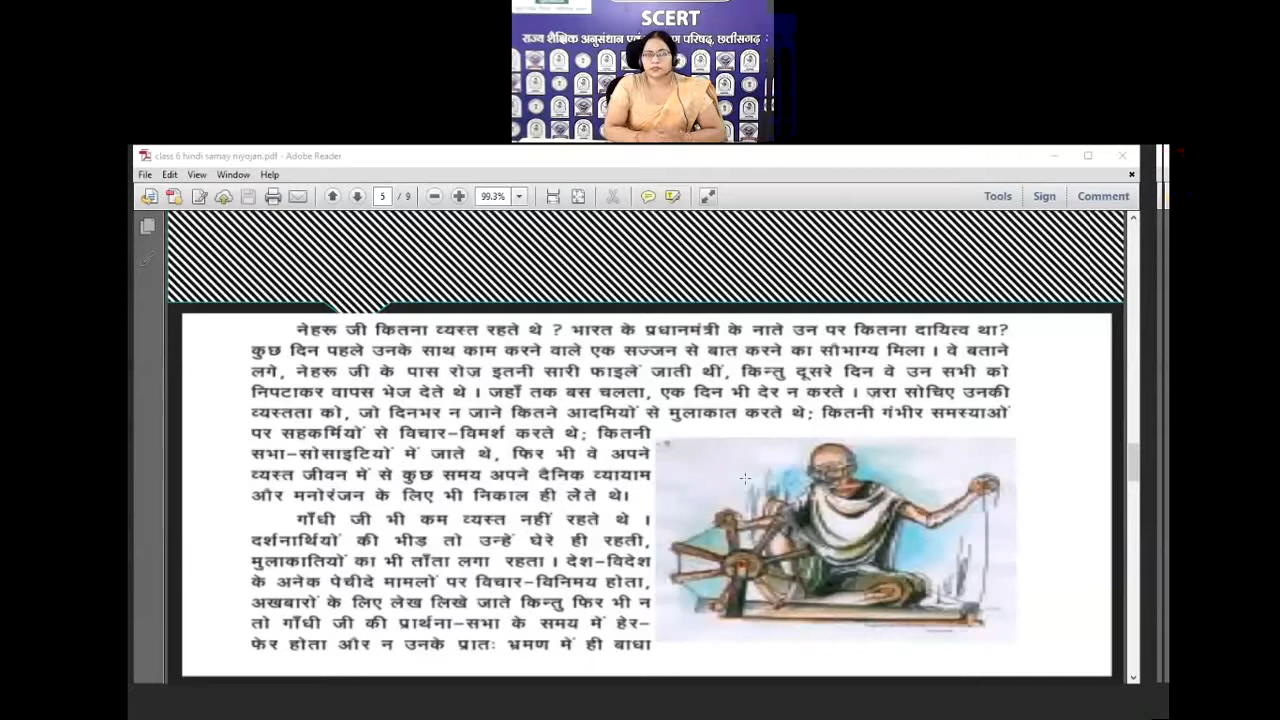 SCERT
राज्य शैक्षिक अनुसंधान एवं परिषद्, छत्तीसगढ़
class 6 hindi samay niyojan.pdf - Adobe Reader
File Edit View Window Help
5 / 9 99.3% Tools Sign Comment
नेहरू जी कितना व्यस्त रहते थे ? भारत के प्रधानमंत्री के नाते उन पर कितना दायित्व था?
कुछ दिन पहले उनके साथ काम करने वाले एक सज्जन से बात करने का सौभाग्य मिला । वे बताने
लगे, नेहरू जी के पास रोज इतनी सारी फाइलें जाती थीं, किन्तु दूसरे दिन वे उन सभी को
निपटाकर वापस भेज देते थे । जहाँ तक बस चलता, एक दिन भी देर न करते । ज़रा सोचिए उनकी
व्यस्तता को, जो दिनभर न जाने कितने आदमियों से मुलाकात करते थे; कितनी गंभीर समस्याओं
पर सहकर्मियों से विचार-विमर्श करते थे; कितनी
सभा-सोसाइटियों में जाते थे, फिर भी वे अपने
व्यस्त जीवन में से कुछ समय अपने दैनिक व्यायाम
और मनोरंजन के लिए भी निकाल ही लेते थे।
गाँधी जी भी कम व्यस्त नहीं रहते थे ।
दर्शनार्थियों की भीड़ तो उन्हें घेरे ही रहती,
मुलाकातियों का भी ताँता लगा रहता । देश-विदेश
के अनेक पेचीदे मामलों पर विचार-विनिमय होता,
अखबारों के लिए लेख लिखे जाते किन्तु फिर भी न
तो गाँधी जी की प्रार्थना-सभा के समय में हेर-
फेर होता और न उनके प्रातः भ्रमण में ही बाधा